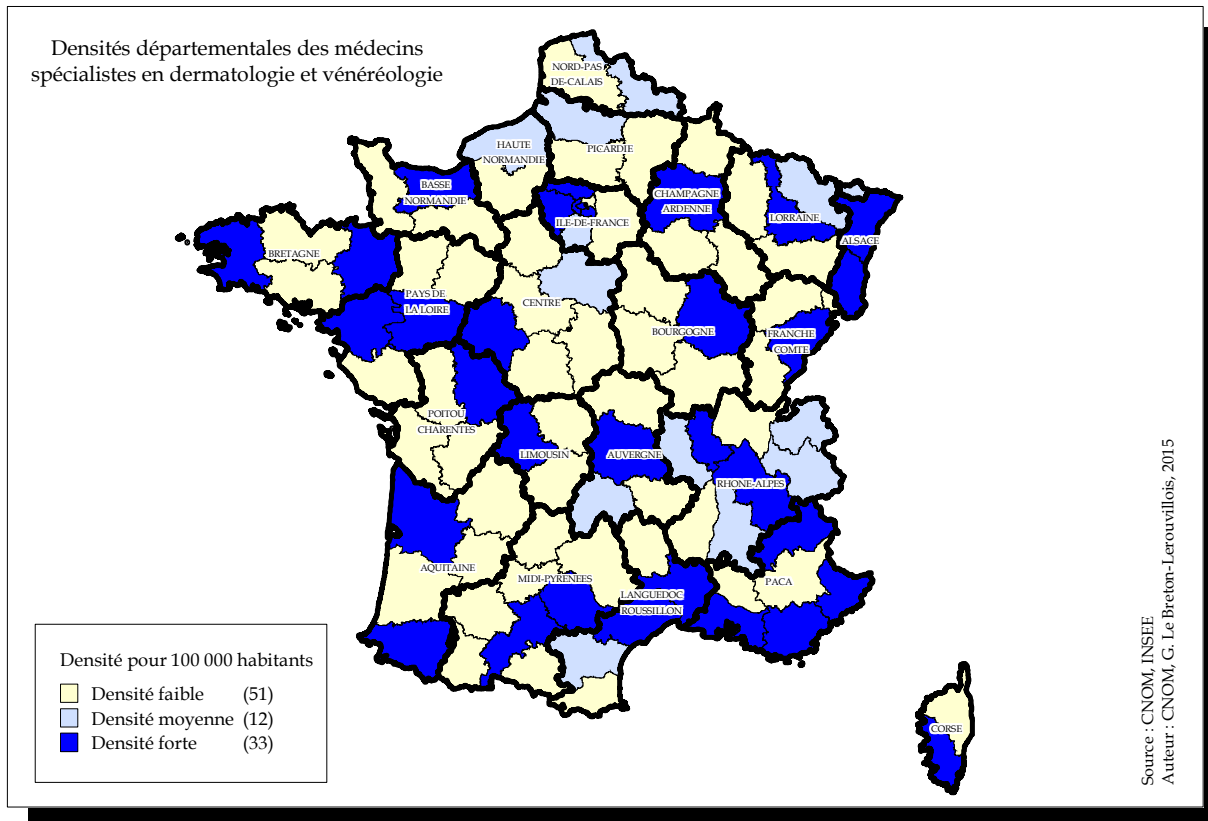 Densités départementales des médecins
spécialistes en dermatologie et vénéréologie
NORD-PAS
DE-CALAIS
HAUTE
NORMANDIE
PICARDIE
BASSE
NORMANDIE
CHAMPAGNE
ARDENNE
ILE-DE-FRANCE
LORRAINE
ALSACE
BRETAGNE
PAYS DE
LA LOIRE
CENTRE
BOURGOGNE
FRANCHE
COMTE
POITOU
CHARENTES
LIMOUSIN
AUVERGNE
RHONE-ALPES
AQUITAINE
MIDI-PYRENEES
LANGUEDOC
ROUSSILLON
PACA
CORSE
Densité pour 100 000 habitants
Densité faible (51)
Densité moyenne (12)
Densité forte (33)
Source : CNOM, INSEE
Auteur : CNOM, G. Le Breton-Lerouvillois, 2015